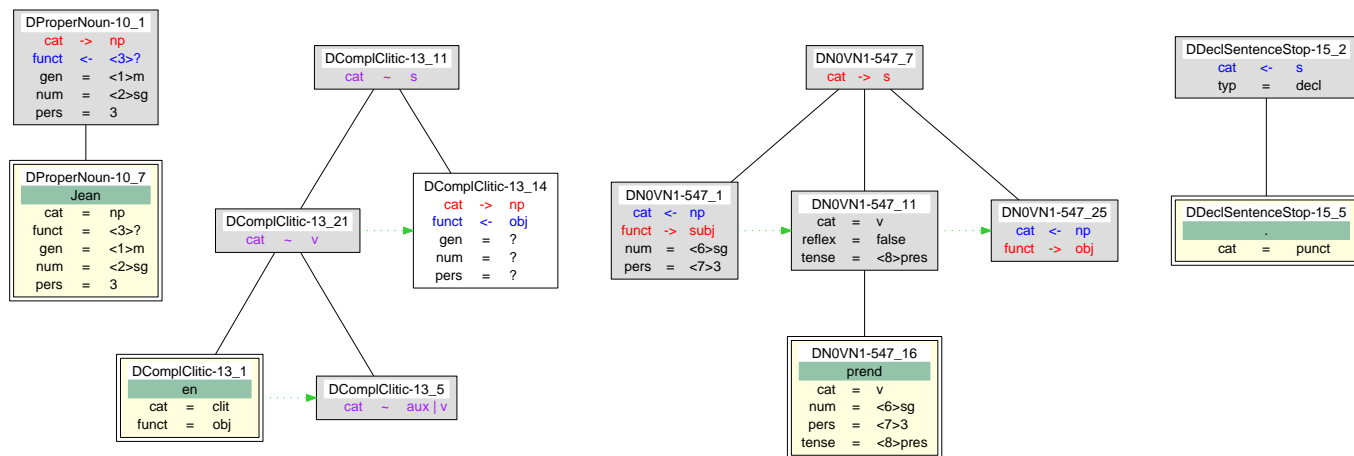 DProperNoun-10_1
cat -> np
funct <- <3>?
gen = <1>m
num = <2>sg
pers = 3
DProperNoun-10_7
Jean
cat = np
funct = <3>?
gen = <1>m
num = <2>sg
pers = 3
DComplClitic-13_11
cat ~ s
DComplClitic-13_21
cat ~ v
DComplClitic-13_14
cat -> np
funct <- obj
gen = ?
num = ?
pers = ?
DComplClitic-13_1
en
cat = clit
funct = obj
DComplClitic-13_5
cat ~ aux | v
DN0VN1-547_7
cat -> s
DN0VN1-547_1
cat <- np
funct -> subj
num = <6>sg
pers = <7>3
DN0VN1-547_11
cat = v
reflex = false
tense = <8>pres
DN0VN1-547_25
cat <- np
funct -> obj
DN0VN1-547_16
prend
cat = v
num = <6>sg
pers = <7>3
tense = <8>pres
DDeclSentenceStop-15_2
cat <- s
typ = decl
DDeclSentenceStop-15_5
.
cat = punct